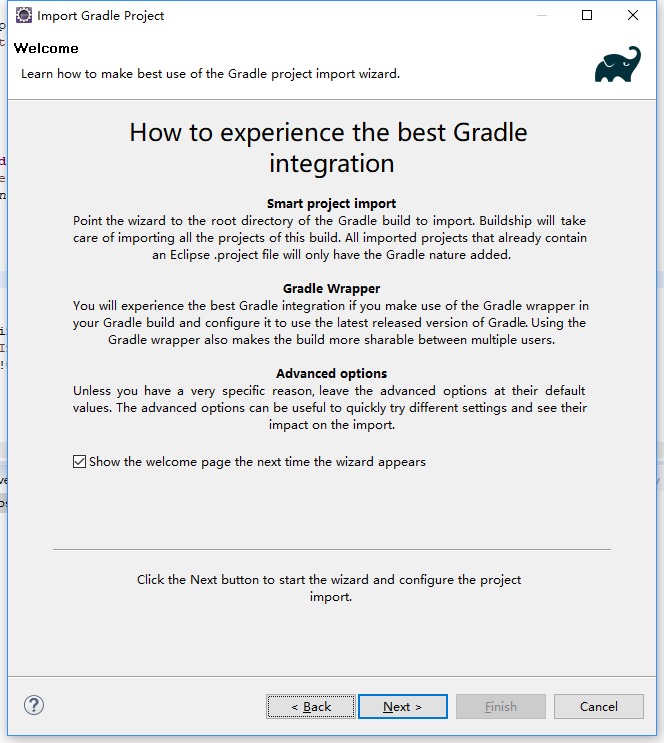 Import Gradle Project
Welcome
Learn how to make best use of the Gradle project import wizard.
How to experience the best Gradle
integration
Smart project import
Point the wizard to the root directory of the Gradle build to import. Buildship will take
care of importing all the projects of this build. All imported projects that already contain
an Eclipse .project file will only have the Gradle nature added.
Gradle Wrapper
You will experience the best Gradle integration if you make use of the Gradle wrapper in
your Gradle build and configure it to use the latest released version of Gradle. Using the
Gradle wrapper also makes the build more sharable between multiple users.
Advanced options
Unless you have a very specific reason, leave the advanced options at their default
values. The advanced options can be useful to quickly try different settings and see their
impact on the import.
Show the welcome page the next time the wizard appears
Click the Next button to start the wizard and configure the project
import.
? < Back Next > Finish Cancel